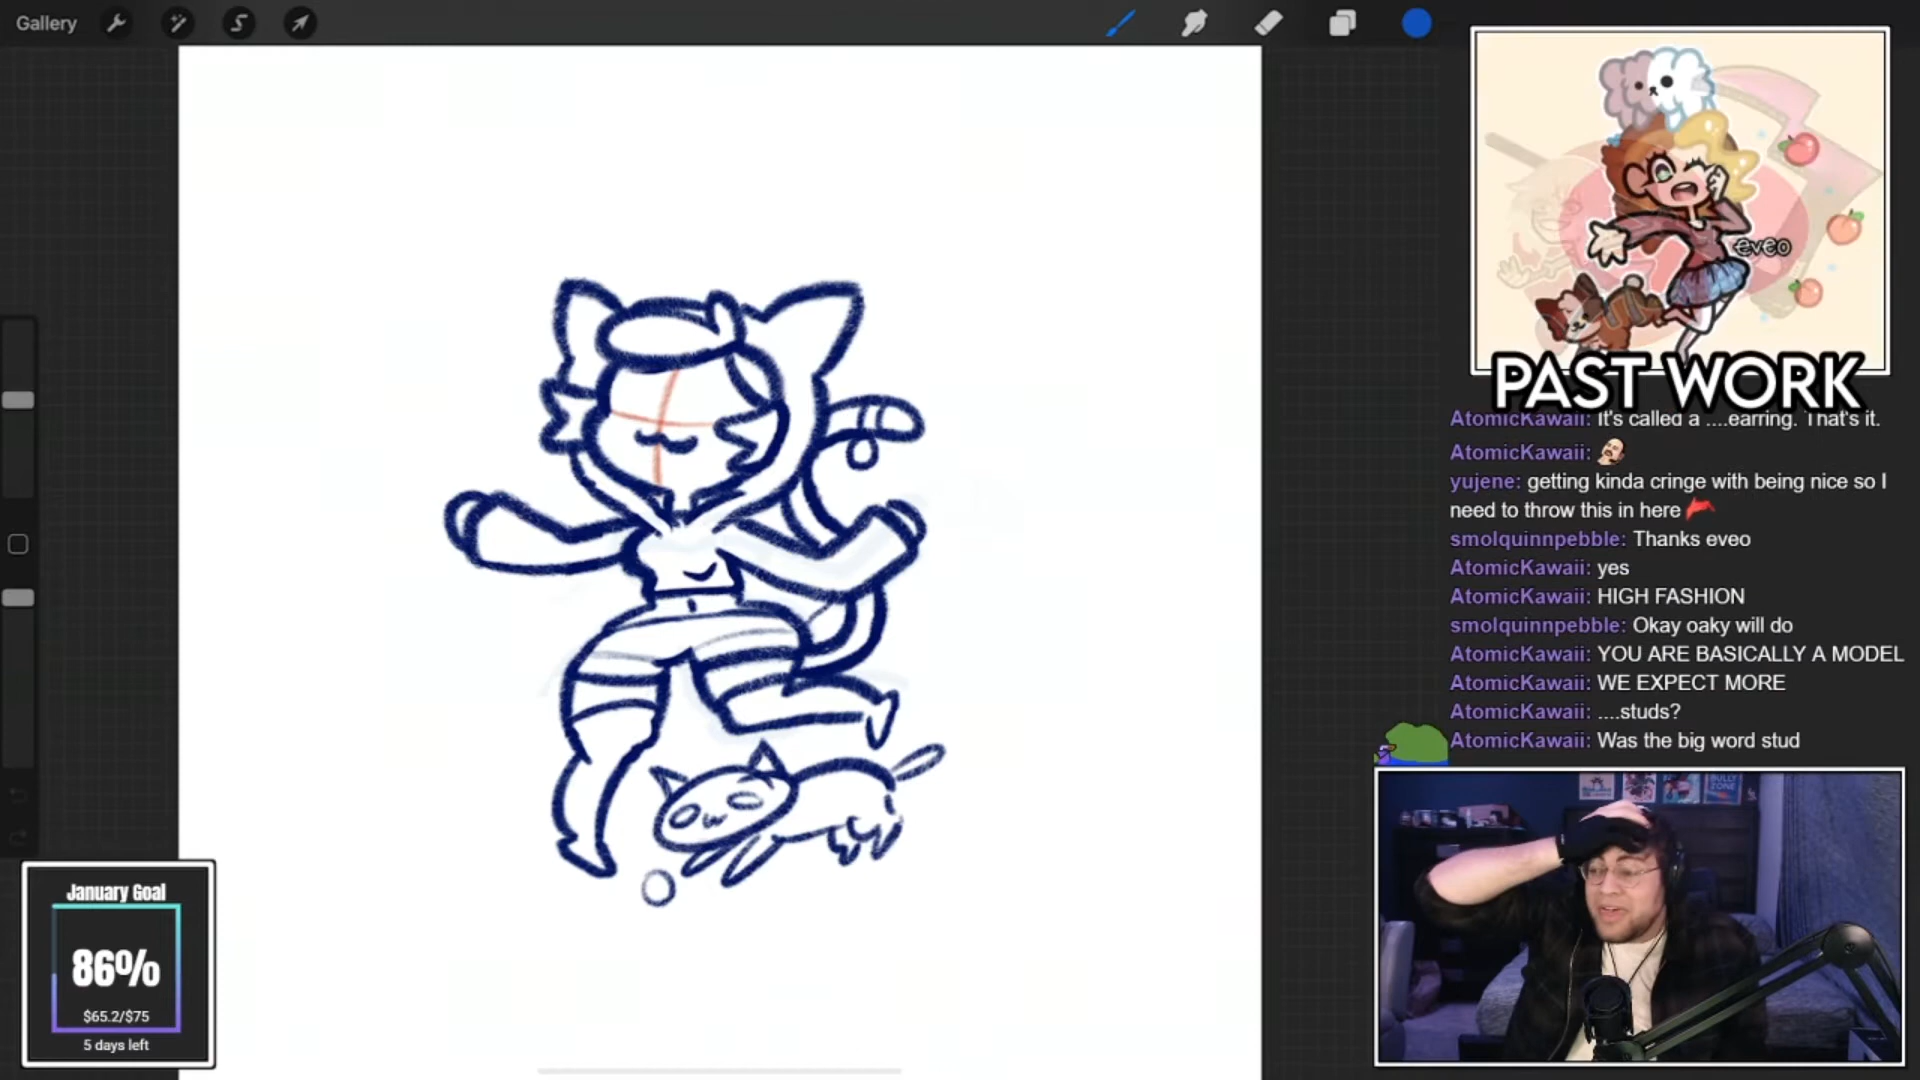 Gallery
eveo
PAST WORK
AtomicKawaii: It's called a ....earring. That's it.
AtomicKawaii:
yujene: getting kinda cringe with being nice so I
need to throw this in here
smolquinnpebble: Thanks eveo
AtomicKawaii: yes
AtomicKawaii: HIGH FASHION
smolquinnpebble: Okay oaky will do
AtomicKawaii: YOU ARE BASICALLY A MODEL
AtomicKawaii: WE EXPECT MORE
AtomicKawaii: ....studs?
AtomicKawaii: Was the big word stud
January Goal
86%
$65.2/$75
5 days left
BULLY
ZONE